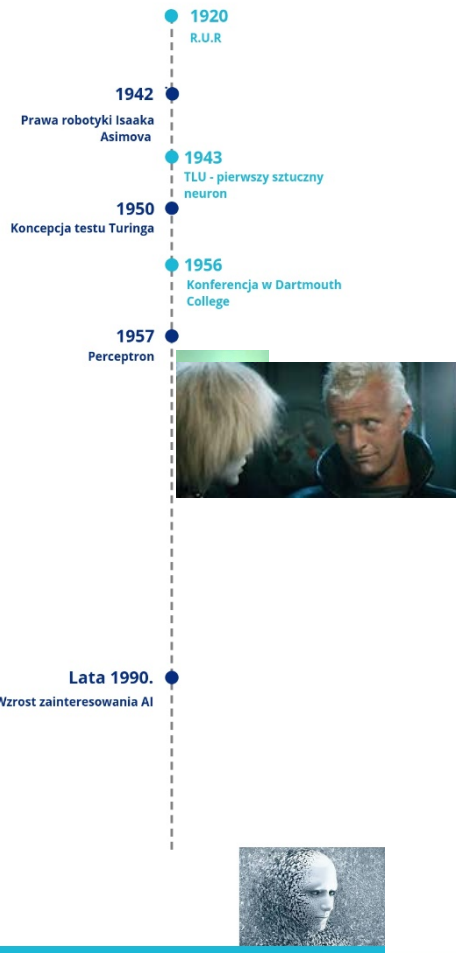 1920
R.U.R
1942
Prawa robotyki Isaaka
Asimova
1943
TLU - pierwszy sztuczny
neuron
1950
Koncepcja testu Turinga
1956
Konferencja w Dartmouth
College
1957
Perceptron
Lata 1990.
Wzrost zainteresowania AI